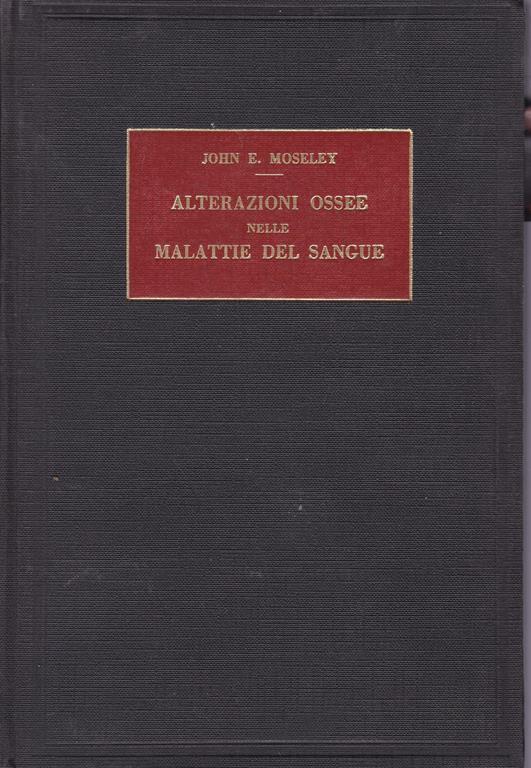 JOHN E. MOSELEY
ALTERAZIONI OSSEE
NELLE
MALATTIE DEL SANGUE